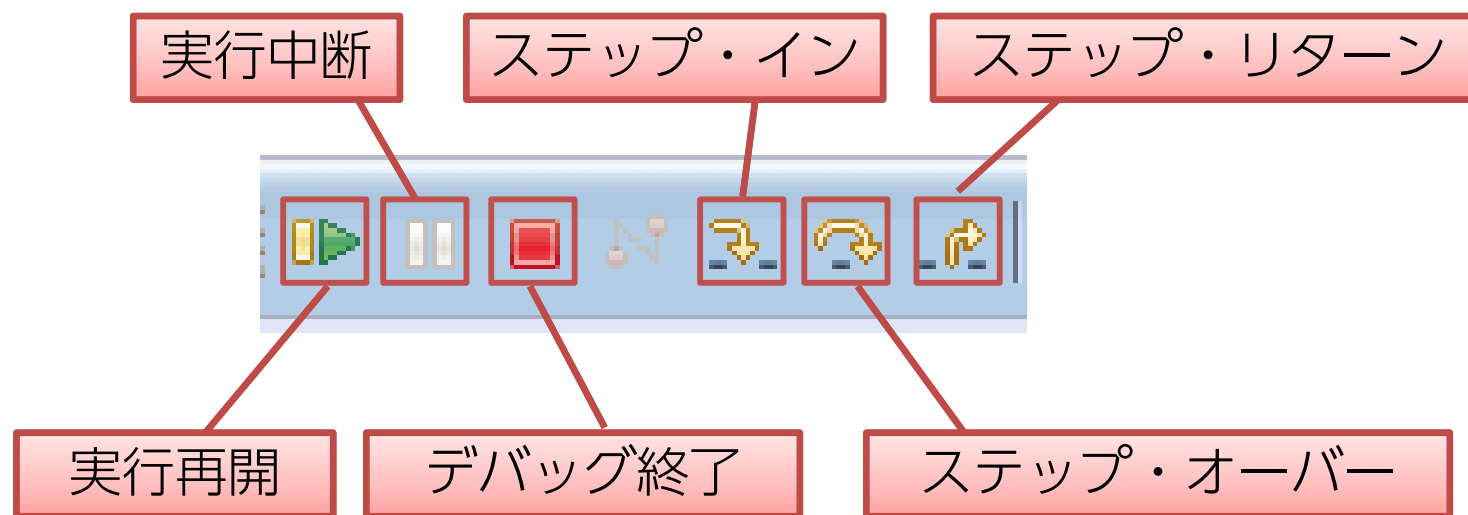 実行中断
ステップ・イン
ステップ・リターン
実行再開
デバッグ終了
ステップ・オーバー